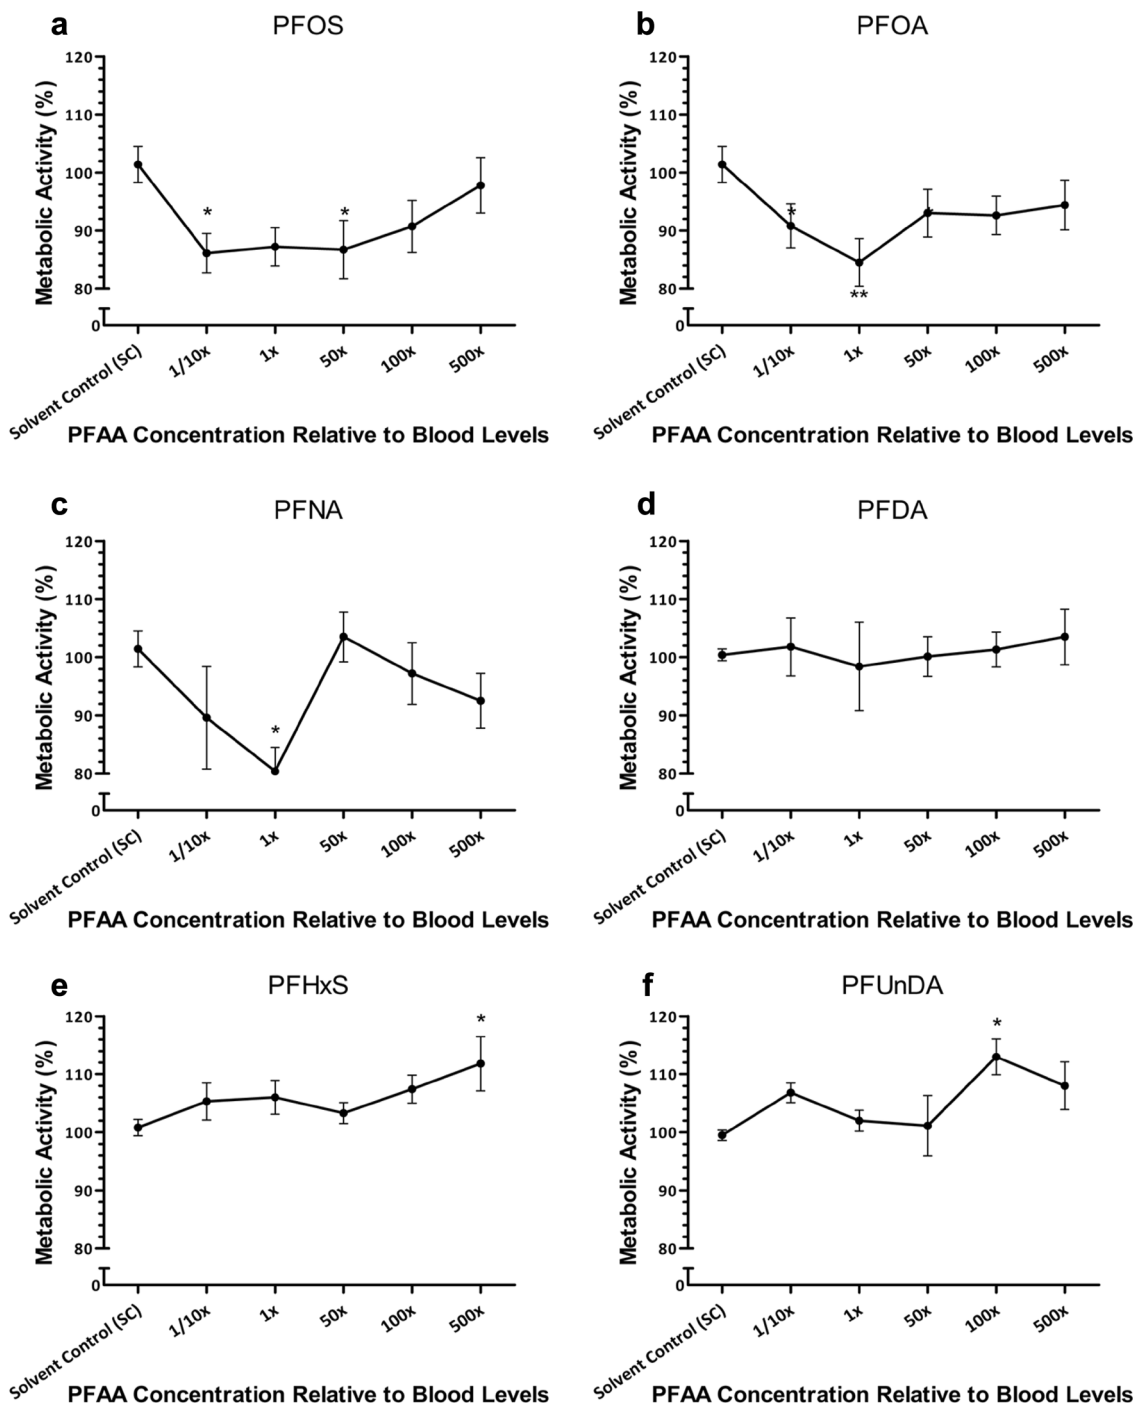 a PFOS
Metabolic Activity (%)
120
110
100
90
80
0
* *
Solvent Control (SC) 1/10x 1x 50x 100x 500x
PFAA Concentration Relative to Blood Levels
b PFOA
Metabolic Activity (%)
120
110
100
90
80
0
*
**
Solvent Control (SC) 1/10x 1x 50x 100x 500x
PFAA Concentration Relative to Blood Levels
c PFNA
Metabolic Activity (%)
120
110
100
90
80
0
*
Solvent Control (SC) 1/10x 1x 50x 100x 500x
PFAA Concentration Relative to Blood Levels
d PFDA
Metabolic Activity (%)
120
110
100
90
80
0
Solvent Control (SC) 1/10x 1x 50x 100x 500x
PFAA Concentration Relative to Blood Levels
e PFHxS
Metabolic Activity (%)
120
110
100
90
80
0
*
Solvent Control (SC) 1/10x 1x 50x 100x 500x
PFAA Concentration Relative to Blood Levels
f PFUnDA
Metabolic Activity (%)
120
110
100
90
80
0
*
Solvent Control (SC) 1/10x 1x 50x 100x 500x
PFAA Concentration Relative to Blood Levels